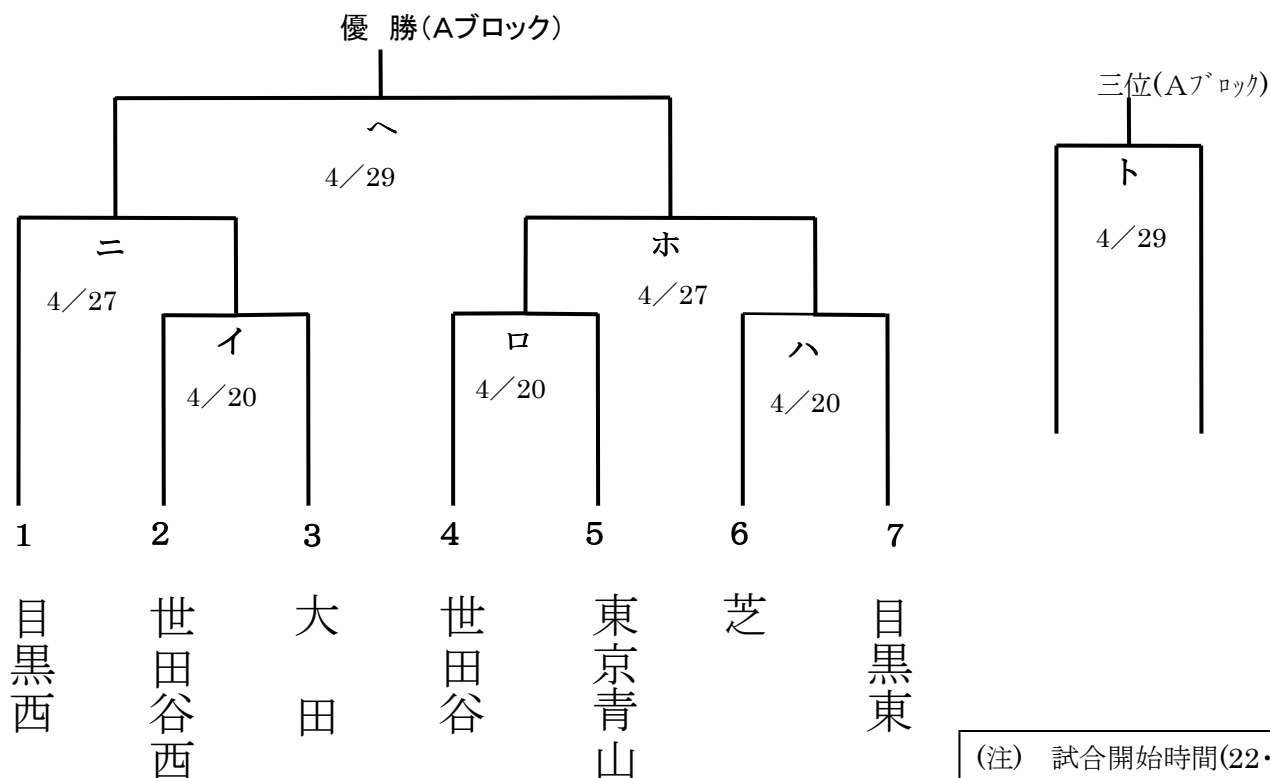 優 勝(Aブロック)
三位(Aﾌﾞﾛｯｸ)
ヘ
4／29
ト
4／29
ニ
4／27
ホ
4／27
イ
4／20
ロ
4／20
ハ
4／20
1 2 3 4 5 6 7
目黒西
世田谷西
大田
世田谷
東京青山
芝
目黒東
(注) 試合開始時間(22・